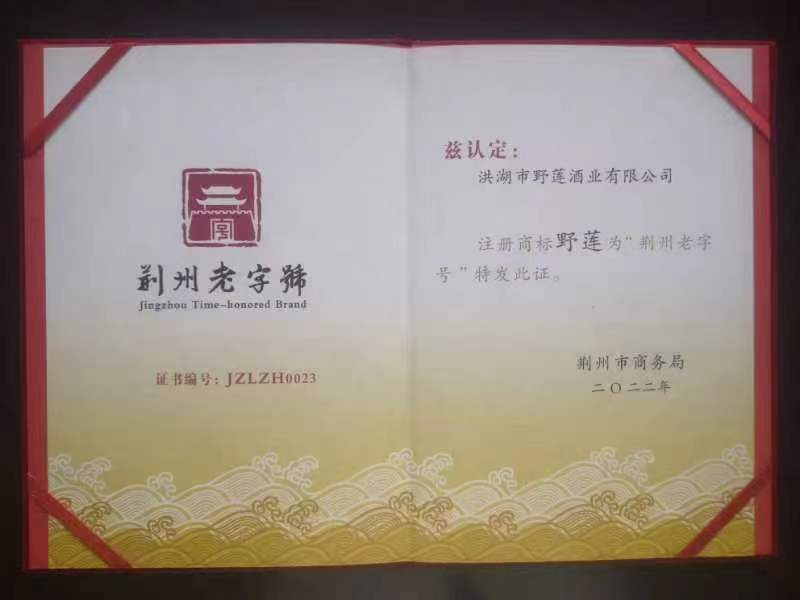 字号
荆州老字號
Jingzhou Time-honored Brand
证书编号：JZLZH0023
兹认定：
洪湖市野莲酒业有限公司
注册商标野莲为“荆州老字
号”特发此证。
荆州市商务局
二〇二二年